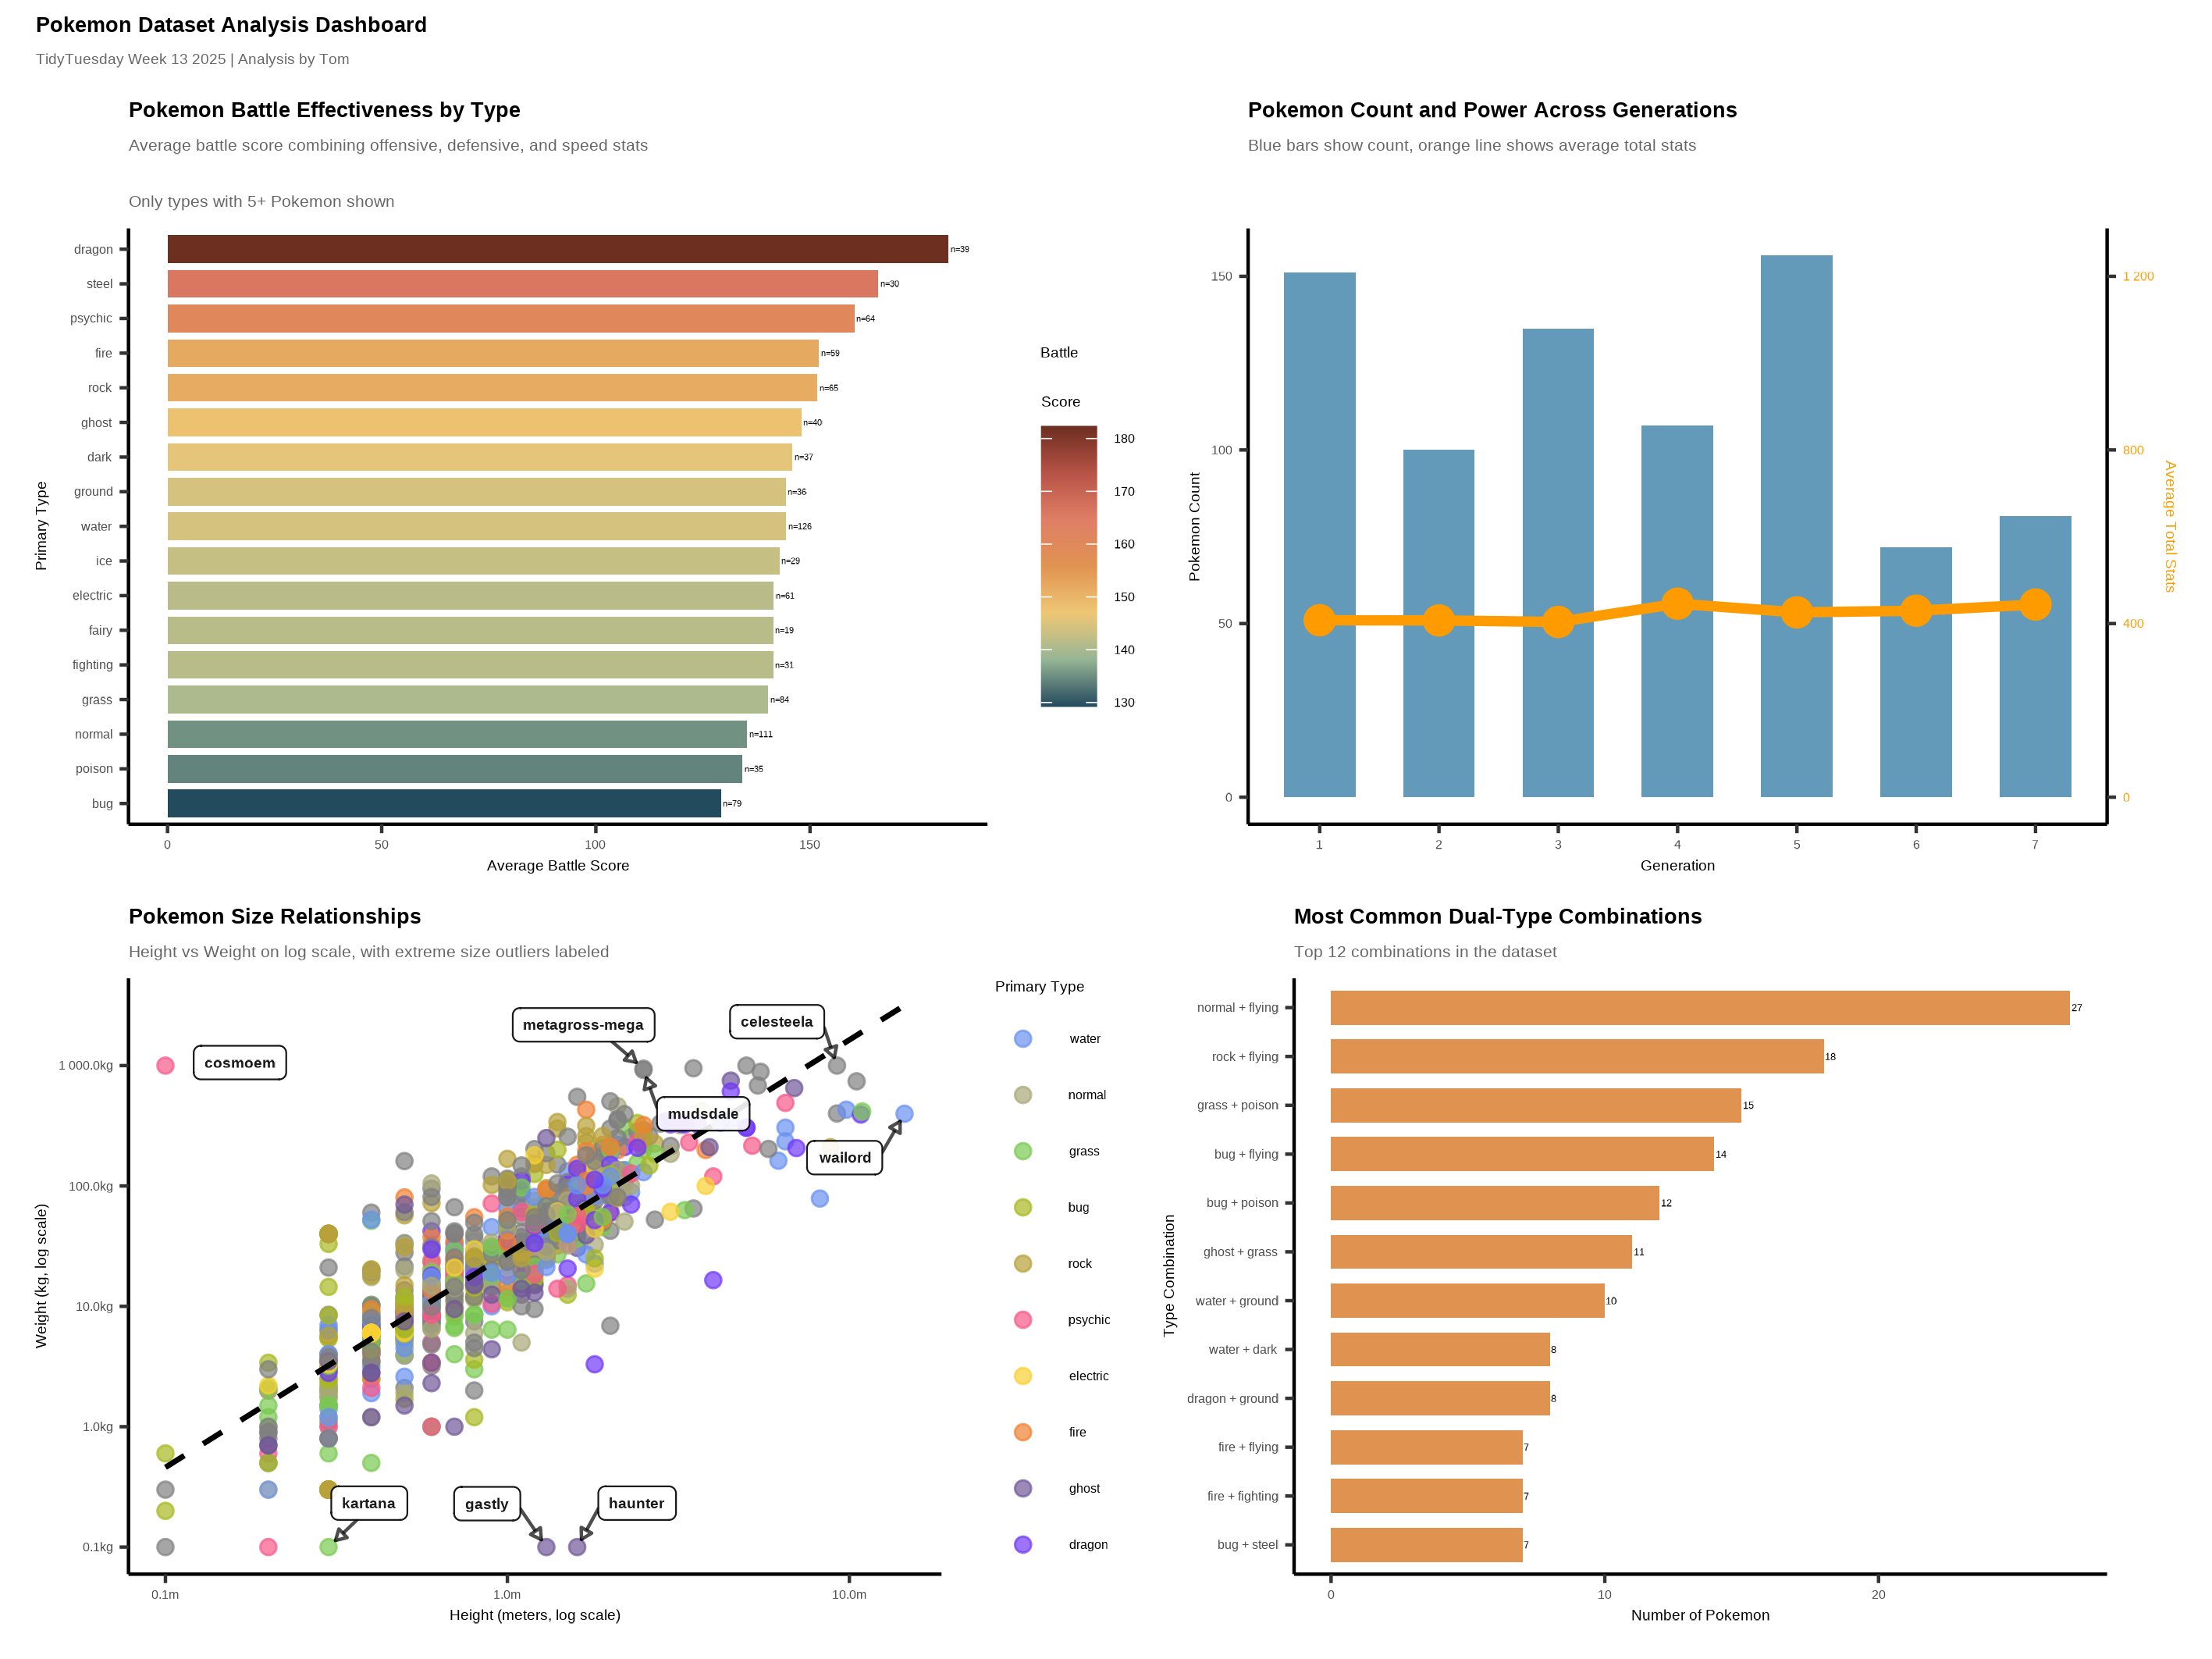 Pokemon Dataset Analysis Dashboard
TidyTuesday Week 13 2025 | Analysis by Tom
Pokemon Battle Effectiveness by Type
Average battle score combining offensive, defensive, and speed stats
Only types with 5+ Pokemon shown
Primary Type
dragon
n=39
steel
n=30
psychic
n=64
fire
n=59
rock
n=65
ghost
n=40
dark
n=37
ground
n=36
water
n=126
ice
n=29
electric
n=61
fairy
n=19
fighting
n=31
grass
n=84
normal
n=111
poison
n=35
bug
n=79
0
50
100
150
Average Battle Score
Battle
Score
180
170
160
150
140
130
Pokemon Count and Power Across Generations
Blue bars show count, orange line shows average total stats
Pokemon Count
150
100
50
0
1 200
800
400
0
Average Total Stats
1
2
3
4
5
6
7
Generation
Pokemon Size Relationships
Height vs Weight on log scale, with extreme size outliers labeled
Weight (kg, log scale)
1 000.0kg
100.0kg
10.0kg
1.0kg
0.1kg
metagross-mega
celesteela
cosmoem
mudsdale
wailord
kartana
gastly
haunter
0.1m
1.0m
10.0m
Height (meters, log scale)
Primary Type
water
normal
grass
bug
rock
psychic
electric
fire
ghost
dragon
Most Common Dual-Type Combinations
Top 12 combinations in the dataset
Type Combination
normal + flying
27
rock + flying
18
grass + poison
15
bug + flying
14
bug + poison
12
ghost + grass
11
water + ground
10
water + dark
8
dragon + ground
8
fire + flying
7
fire + fighting
7
bug + steel
7
0
10
20
Number of Pokemon